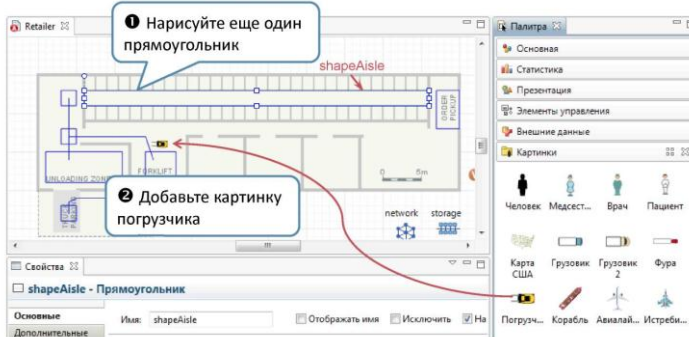 Retailer
❶ Нарисуйте еще один
прямоугольник
shapeAisle
ORDER
PICKUP
UNLOADING ZONE
FORKLIFT
0 5m
❷ Добавьте картинку
погрузчика
network storage
Свойства
shapeAisle - Прямоугольник
Основные
Дополнительные
Имя: shapeAisle Отображать имя Исключить На
Палитра
Основная
Статистика
Презентация
Элементы управления
Внешние данные
Картинки
Человек Медсест... Врач Пациент
Карта
США
Грузовик Грузовик
2
Фура
Погрузч... Корабль Авиалай... Истреби...